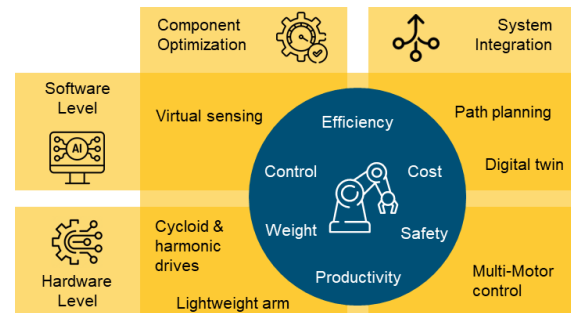 Component
Optimization
System
Integration
Software
Level
AI
Virtual sensing
Path planning
Digital twin
Efficiency
Control
Cost
Weight
Safety
Productivity
Hardware
Level
Cycloid &
harmonic
drives
Lightweight arm
Multi-Motor
control